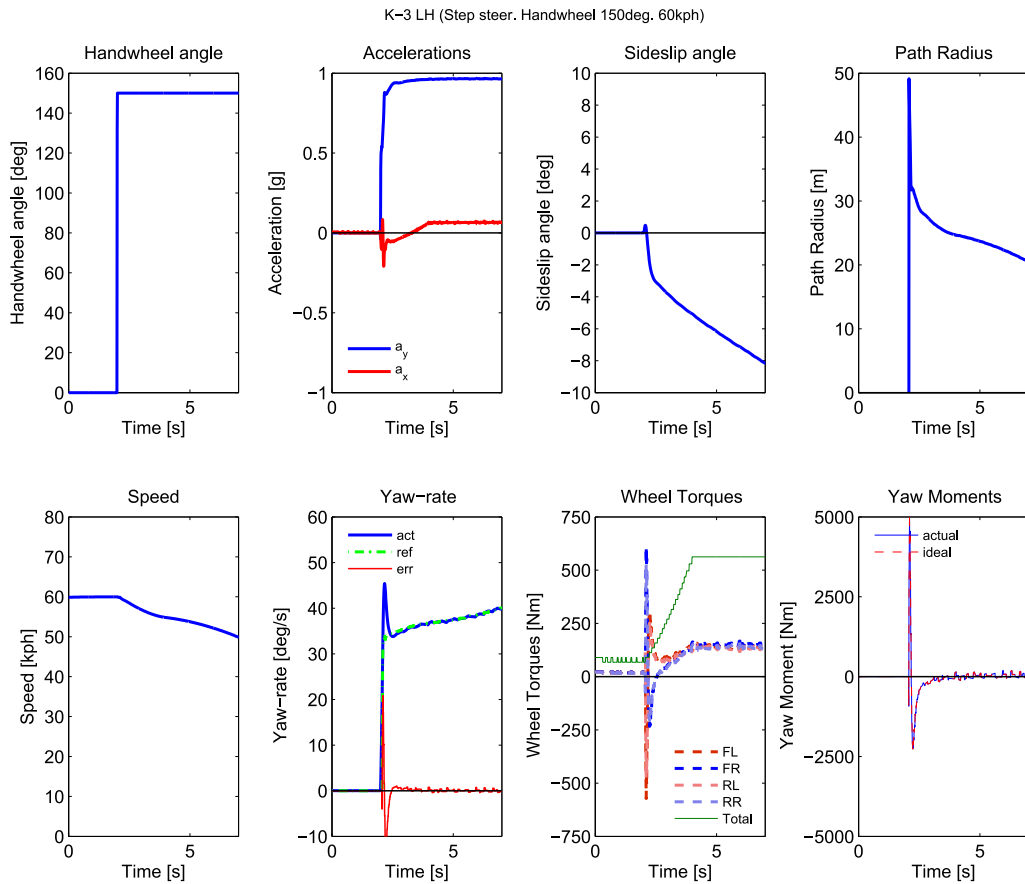 K−3 LH (Step steer. Handwheel 150deg. 60kph)
Handwheel angle
160
140
120
100
80
60
40
20
0
0
5
Handwheel angle [deg]
Time [s]
Accelerations
1
0.5
0
−0.5
−1
0
5
Acceleration [g]
a_y
a_x
Time [s]
Sideslip angle
10
8
6
4
2
0
−2
−4
−6
−8
−10
0
5
Sideslip angle [deg]
Time [s]
Path Radius
50
40
30
20
10
0
0
5
Path Radius [m]
Time [s]
Speed
80
70
60
50
40
30
20
10
0
0
5
Speed [kph]
Time [s]
Yaw−rate
60
50
40
30
20
10
0
−10
0
5
Yaw−rate [deg/s]
act
ref
err
Time [s]
Wheel Torques
750
500
250
0
−250
−500
−750
0
5
Wheel Torques [Nm]
FL
FR
RL
RR
Total
Time [s]
Yaw Moments
5000
2500
0
−2500
−5000
0
5
Yaw Moment [Nm]
actual
ideal
Time [s]